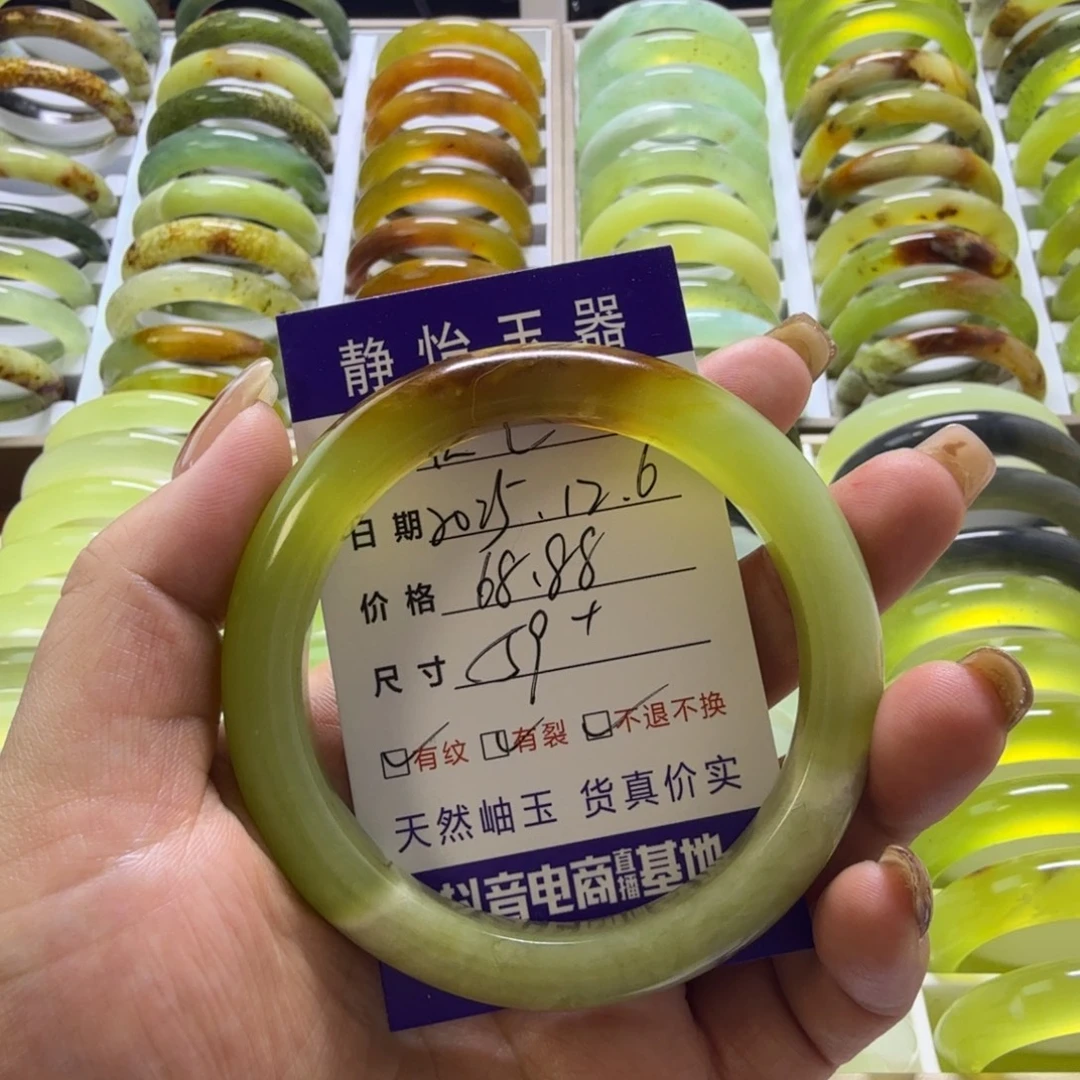 静怡玉器
日期 2025.12.6
价格 68.88
尺寸 59+
有纹 有裂 不退不换
天然岫玉 货真价实
抖音电商直播基地